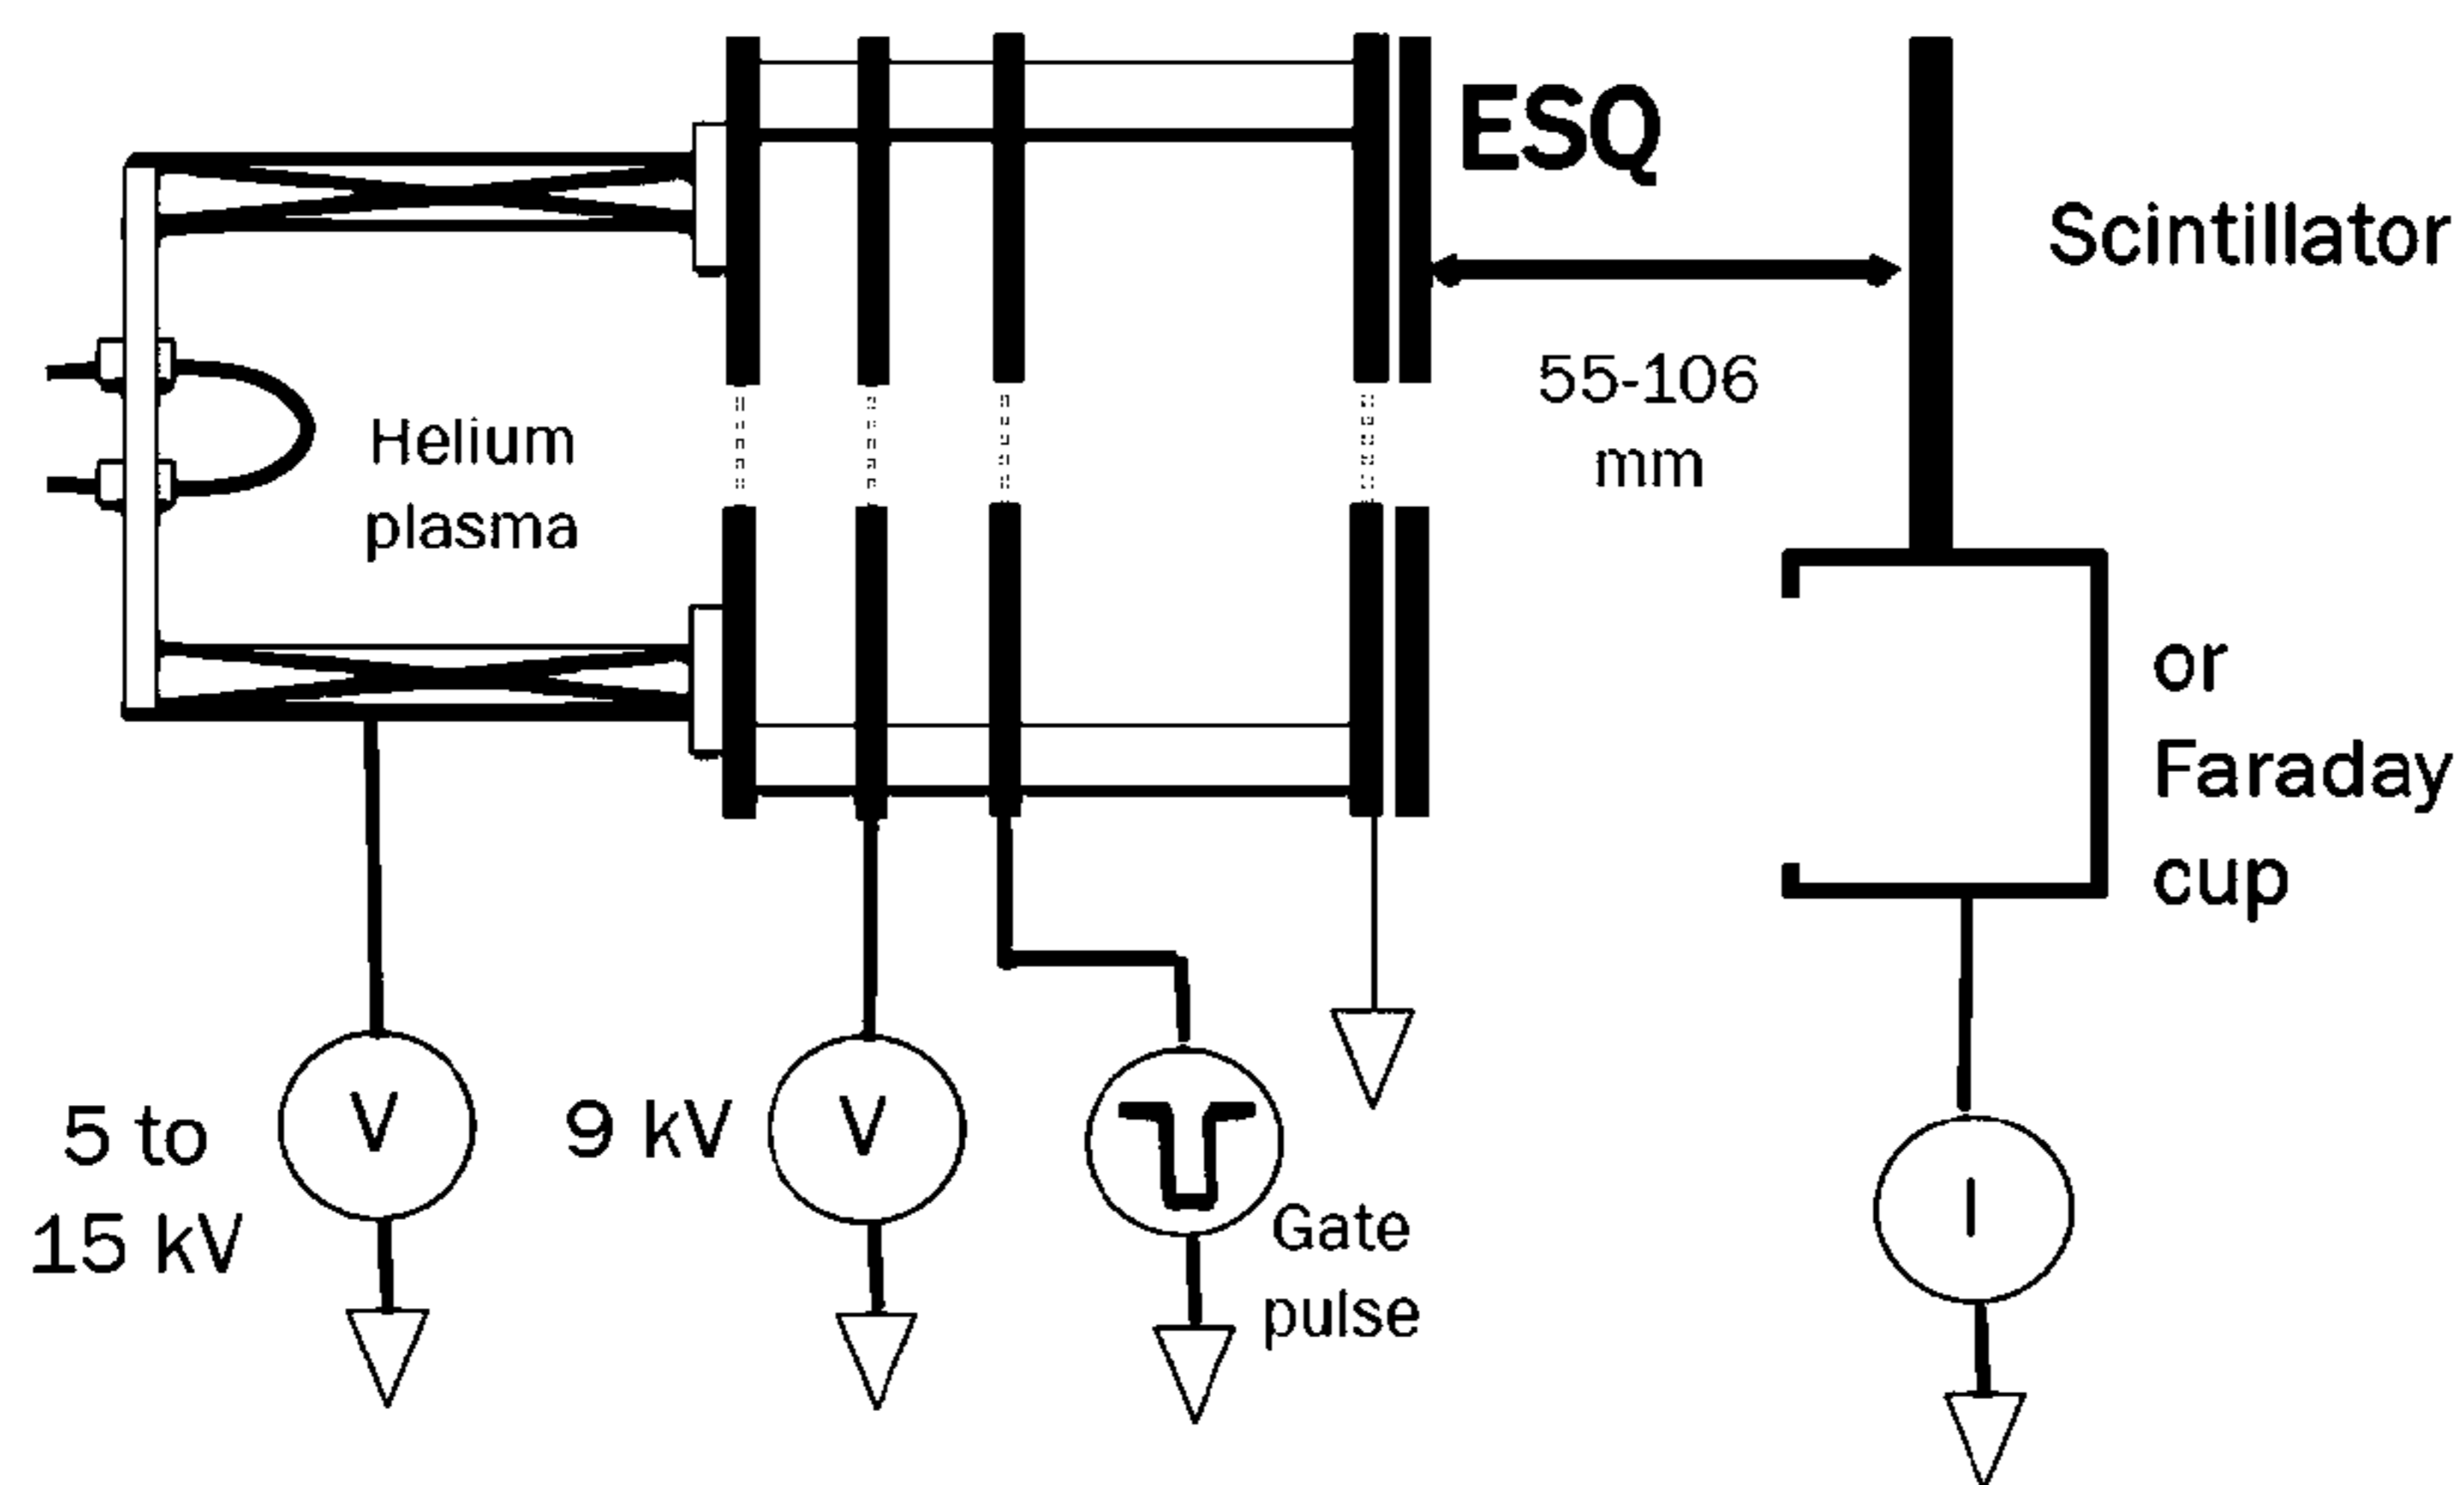 ESQ
Scintillator
55-106
mm
Helium
plasma
or
Faraday
cup
5 to
15 kV
V
9 kV
V
Gate
pulse
I